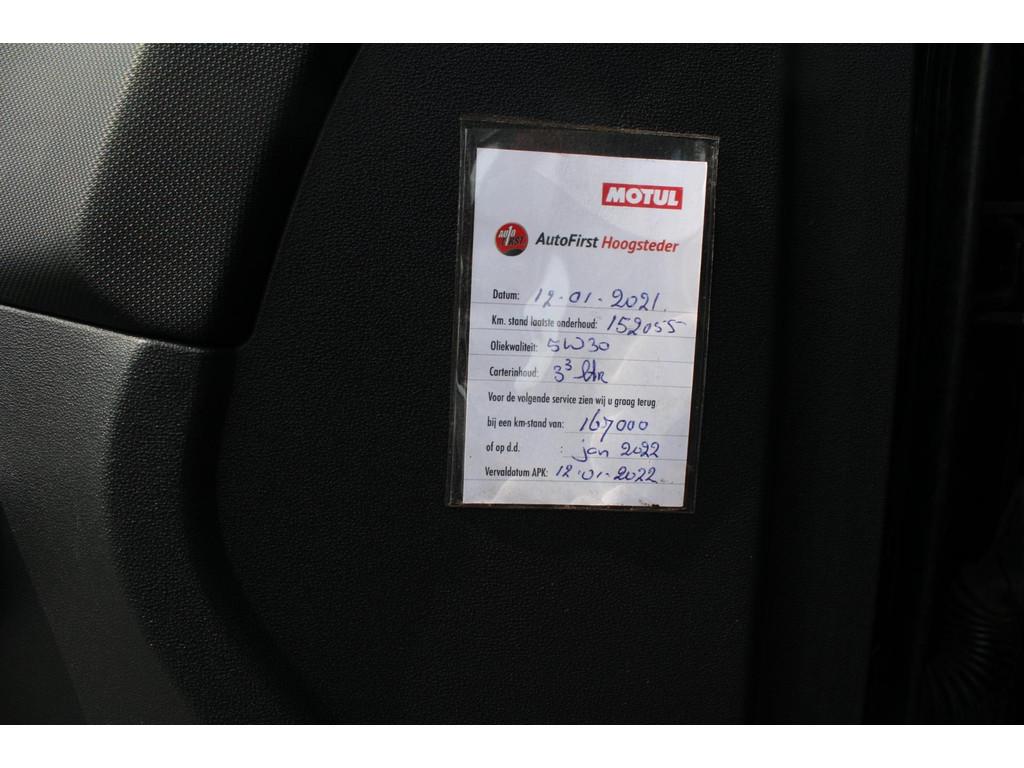 MOTUL
AUTO FIRST
AutoFirst Hoogsteder
Datum: 12-01-2021.
Km. stand laatste onderhoud: 152055
Oliekwaliteit: 5W30
Carterinhoud: 3³ ltr
Voor de volgende service zien wij u graag terug
bij een km-stand van: 167000
of op d.d. : jan 2022
Vervaldatum APK: 12-01-2022.